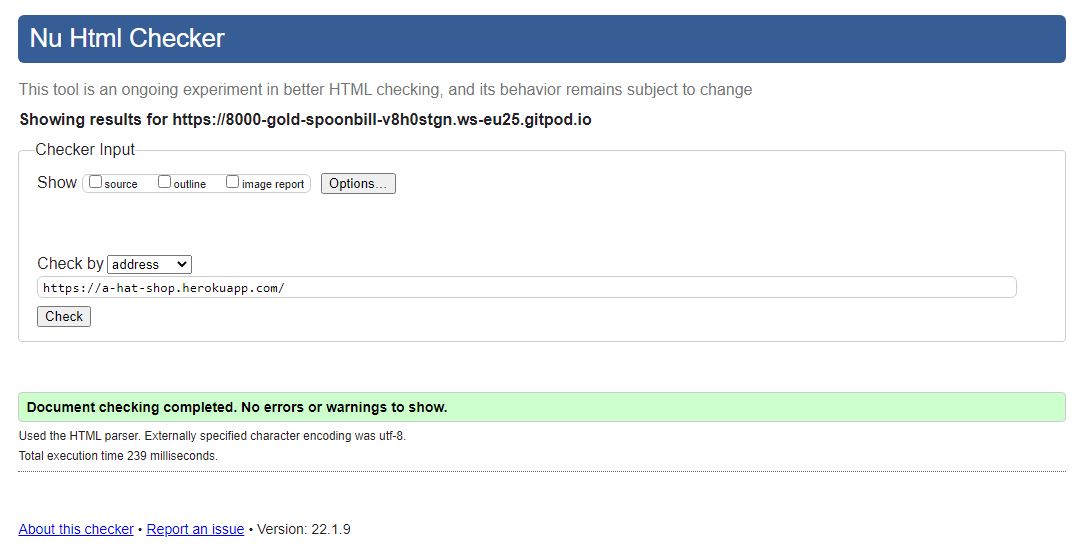 Nu Html Checker
This tool is an ongoing experiment in better HTML checking, and its behavior remains subject to change
Showing results for https://8000-gold-spoonbill-v8h0stgn.ws-eu25.gitpod.io
Checker Input
Show source outline image report Options...
Check by address
https://a-hat-shop.herokuapp.com/
Check
Document checking completed. No errors or warnings to show.
Used the HTML parser. Externally specified character encoding was utf-8.
Total execution time 239 milliseconds.
About this checker • Report an issue • Version: 22.1.9